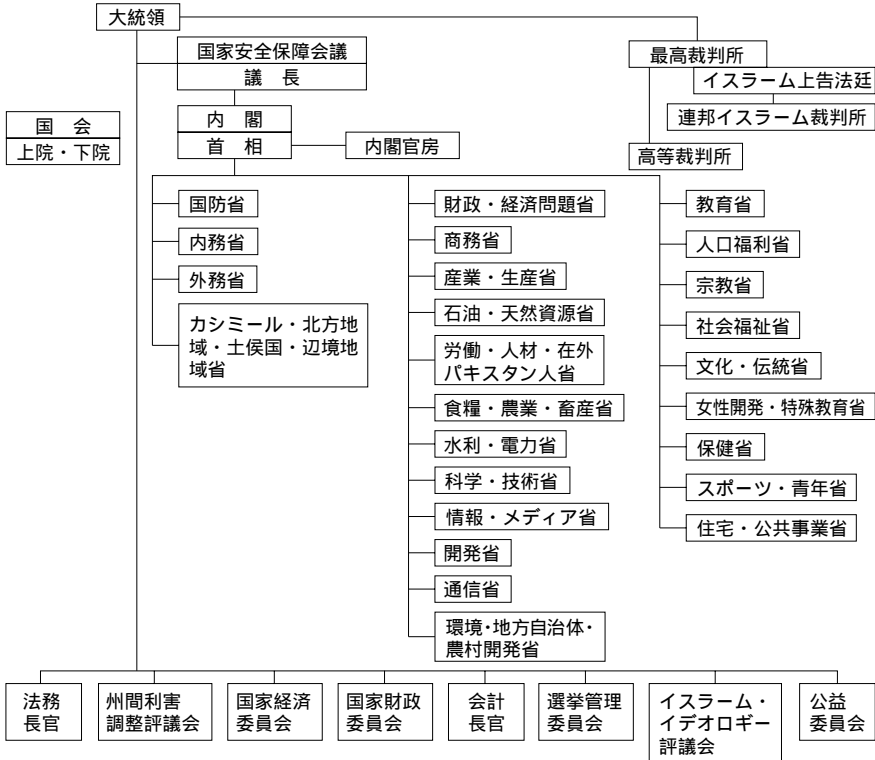 大統領
国家安全保障会議
議　長
最高裁判所
イスラーム上告法廷
連邦イスラーム裁判所
高等裁判所
国　会
上院・下院
内　閣
首　相
内閣官房
国防省
内務省
外務省
カシミール・北方地
域・土侯国・辺境地
域省
財政・経済問題省
商務省
産業・生産省
石油・天然資源省
労働・人材・在外
パキスタン人省
食糧・農業・畜産省
水利・電力省
科学・技術省
情報・メディア省
開発省
通信省
環境・地方自治体・
農村開発省
教育省
人口福利省
宗教省
社会福祉省
文化・伝統省
女性開発・特殊教育省
保健省
スポーツ・青年省
住宅・公共事業省
法務
長官
州間利害
調整評議会
国家経済
委員会
国家財政
委員会
会計
長官
選挙管理
委員会
イスラーム・
イデオロギー
評議会
公益
委員会